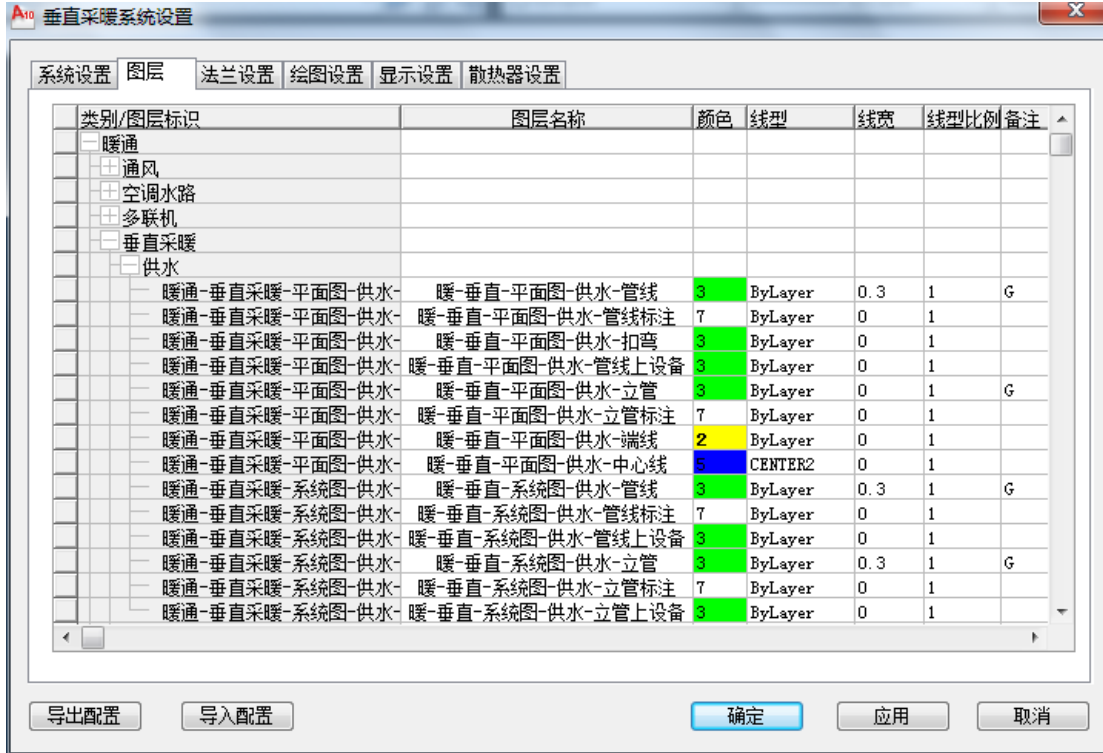 A10 垂直采暖系统设置
系统设置 图层 法兰设置 绘图设置 显示设置 散热器设置
类别/图层标识 图层名称 颜色 线型 线宽 线型比例 备注
暖通
通风
空调水路
多联机
垂直采暖
供水
暖通-垂直采暖-平面图-供水- 暖-垂直-平面图-供水-管线 3 ByLayer 0.3 1 G
暖通-垂直采暖-平面图-供水- 暖-垂直-平面图-供水-管线标注 7 ByLayer 0 1
暖通-垂直采暖-平面图-供水- 暖-垂直-平面图-供水-扣弯 3 ByLayer 0 1
暖通-垂直采暖-平面图-供水- 暖-垂直-平面图-供水-管线上设备 3 ByLayer 0 1
暖通-垂直采暖-平面图-供水- 暖-垂直-平面图-供水-立管 3 ByLayer 0 1 G
暖通-垂直采暖-平面图-供水- 暖-垂直-平面图-供水-立管标注 7 ByLayer 0 1
暖通-垂直采暖-平面图-供水- 暖-垂直-平面图-供水-端线 2 ByLayer 0 1
暖通-垂直采暖-平面图-供水- 暖-垂直-平面图-供水-中心线 5 CENTER2 0 1
暖通-垂直采暖-系统图-供水- 暖-垂直-系统图-供水-管线 3 ByLayer 0.3 1 G
暖通-垂直采暖-系统图-供水- 暖-垂直-系统图-供水-管线标注 7 ByLayer 0 1
暖通-垂直采暖-系统图-供水- 暖-垂直-系统图-供水-管线上设备 3 ByLayer 0 1
暖通-垂直采暖-系统图-供水- 暖-垂直-系统图-供水-立管 3 ByLayer 0.3 1 G
暖通-垂直采暖-系统图-供水- 暖-垂直-系统图-供水-立管标注 7 ByLayer 0 1
暖通-垂直采暖-系统图-供水- 暖-垂直-系统图-供水-立管上设备 3 ByLayer 0 1
导出配置 导入配置 确定 应用 取消